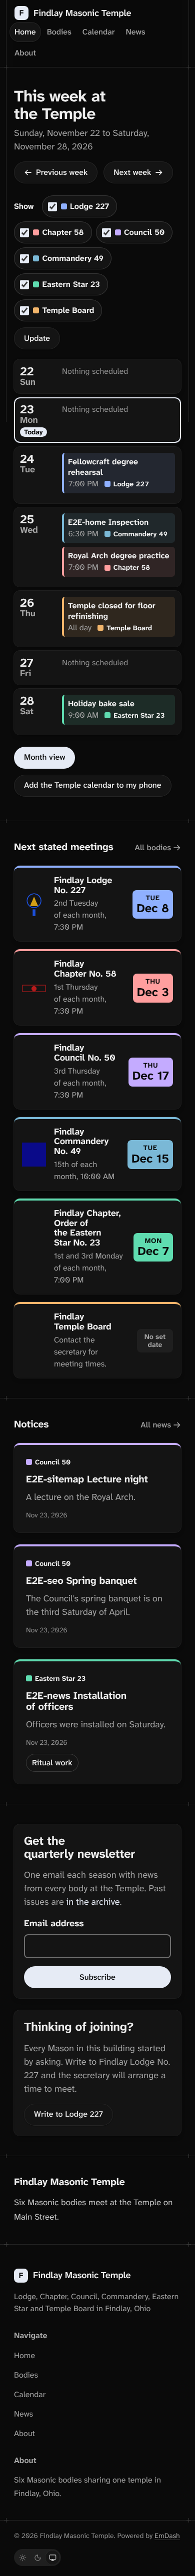 F Findlay Masonic Temple
Home Bodies Calendar News
About
This week at
the Temple
Sunday, November 22 to Saturday,
November 28, 2026
← Previous week Next week →
Show Lodge 227
Chapter 58 Council 50
Commandery 49
Eastern Star 23
Temple Board
Update
22
Sun
Nothing scheduled
23
Mon
Today
Nothing scheduled
24
Tue
Fellowcraft degree
rehearsal
7:00 PM Lodge 227
25
Wed
E2E-home Inspection
6:30 PM Commandery 49
Royal Arch degree practice
7:00 PM Chapter 58
26
Thu
Temple closed for floor
refinishing
All day Temple Board
27
Fri
Nothing scheduled
28
Sat
Holiday bake sale
9:00 AM Eastern Star 23
Month view
Add the Temple calendar to my phone
Next stated meetings All bodies →
Findlay Lodge
No. 227
2nd Tuesday
of each month,
7:30 PM
TUE
Dec 8
Findlay
Chapter No. 58
1st Thursday
of each month,
7:30 PM
THU
Dec 3
Findlay
Council No. 50
3rd Thursday
of each month,
7:30 PM
THU
Dec 17
Findlay
Commandery
No. 49
15th of each
month, 10:00 AM
TUE
Dec 15
Findlay Chapter,
Order of
the Eastern
Star No. 23
1st and 3rd Monday
of each month,
7:00 PM
MON
Dec 7
Findlay
Temple Board
Contact the
secretary for
meeting times.
No set
date
Notices All news →
Council 50
E2E-sitemap Lecture night
A lecture on the Royal Arch.
Nov 23, 2026
Council 50
E2E-seo Spring banquet
The Council's spring banquet is on
the third Saturday of April.
Nov 23, 2026
Eastern Star 23
E2E-news Installation
of officers
Officers were installed on Saturday.
Nov 23, 2026
Ritual work
Get the
quarterly newsletter
One email each season with news
from every body at the Temple. Past
issues are in the archive.
Email address
Subscribe
Thinking of joining?
Every Mason in this building started
by asking. Write to Findlay Lodge No.
227 and the secretary will arrange a
time to meet.
Write to Lodge 227
Findlay Masonic Temple
Six Masonic bodies meet at the Temple on
Main Street.
F Findlay Masonic Temple
Lodge, Chapter, Council, Commandery, Eastern
Star and Temple Board in Findlay, Ohio
Navigate
Home
Bodies
Calendar
News
About
About
Six Masonic bodies sharing one temple in
Findlay, Ohio.
© 2026 Findlay Masonic Temple. Powered by EmDash